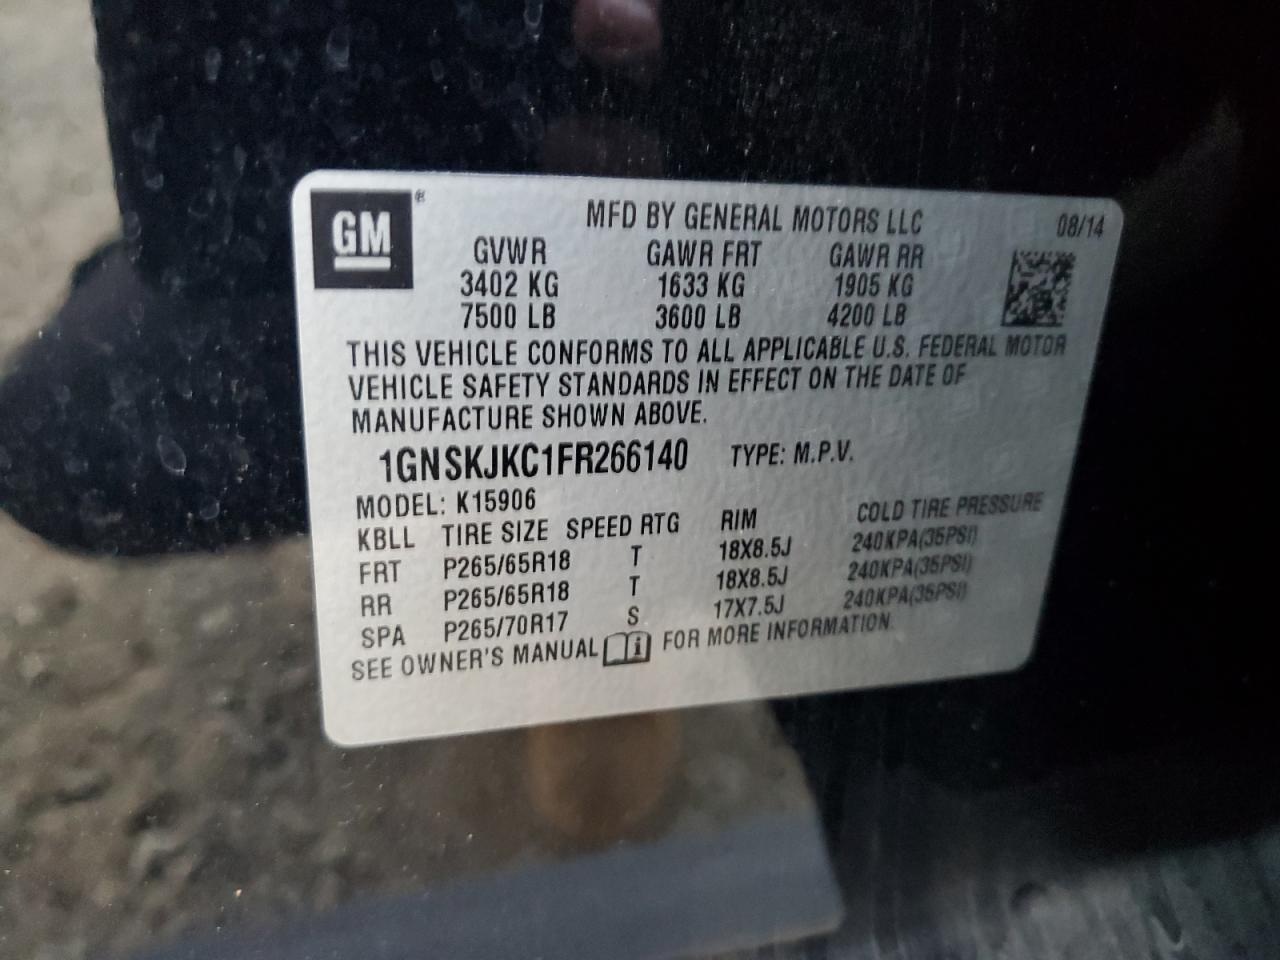 GM ®
MFD BY GENERAL MOTORS LLC 08/14
GVWR GAWR FRT GAWR RR
3402 KG 1633 KG 1905 KG
7500 LB 3600 LB 4200 LB
THIS VEHICLE CONFORMS TO ALL APPLICABLE U.S. FEDERAL MOTOR
VEHICLE SAFETY STANDARDS IN EFFECT ON THE DATE OF
MANUFACTURE SHOWN ABOVE.
1GNSKJKC1FR266140 TYPE: M.P.V.
MODEL: K15906
KBLL TIRE SIZE SPEED RTG RIM COLD TIRE PRESSURE
FRT P265/65R18 T 18X8.5J 240KPA(35PSI)
RR P265/65R18 T 18X8.5J 240KPA(35PSI)
SPA P265/70R17 S 17X7.5J 240KPA(35PSI)
SEE OWNER'S MANUAL FOR MORE INFORMATION.